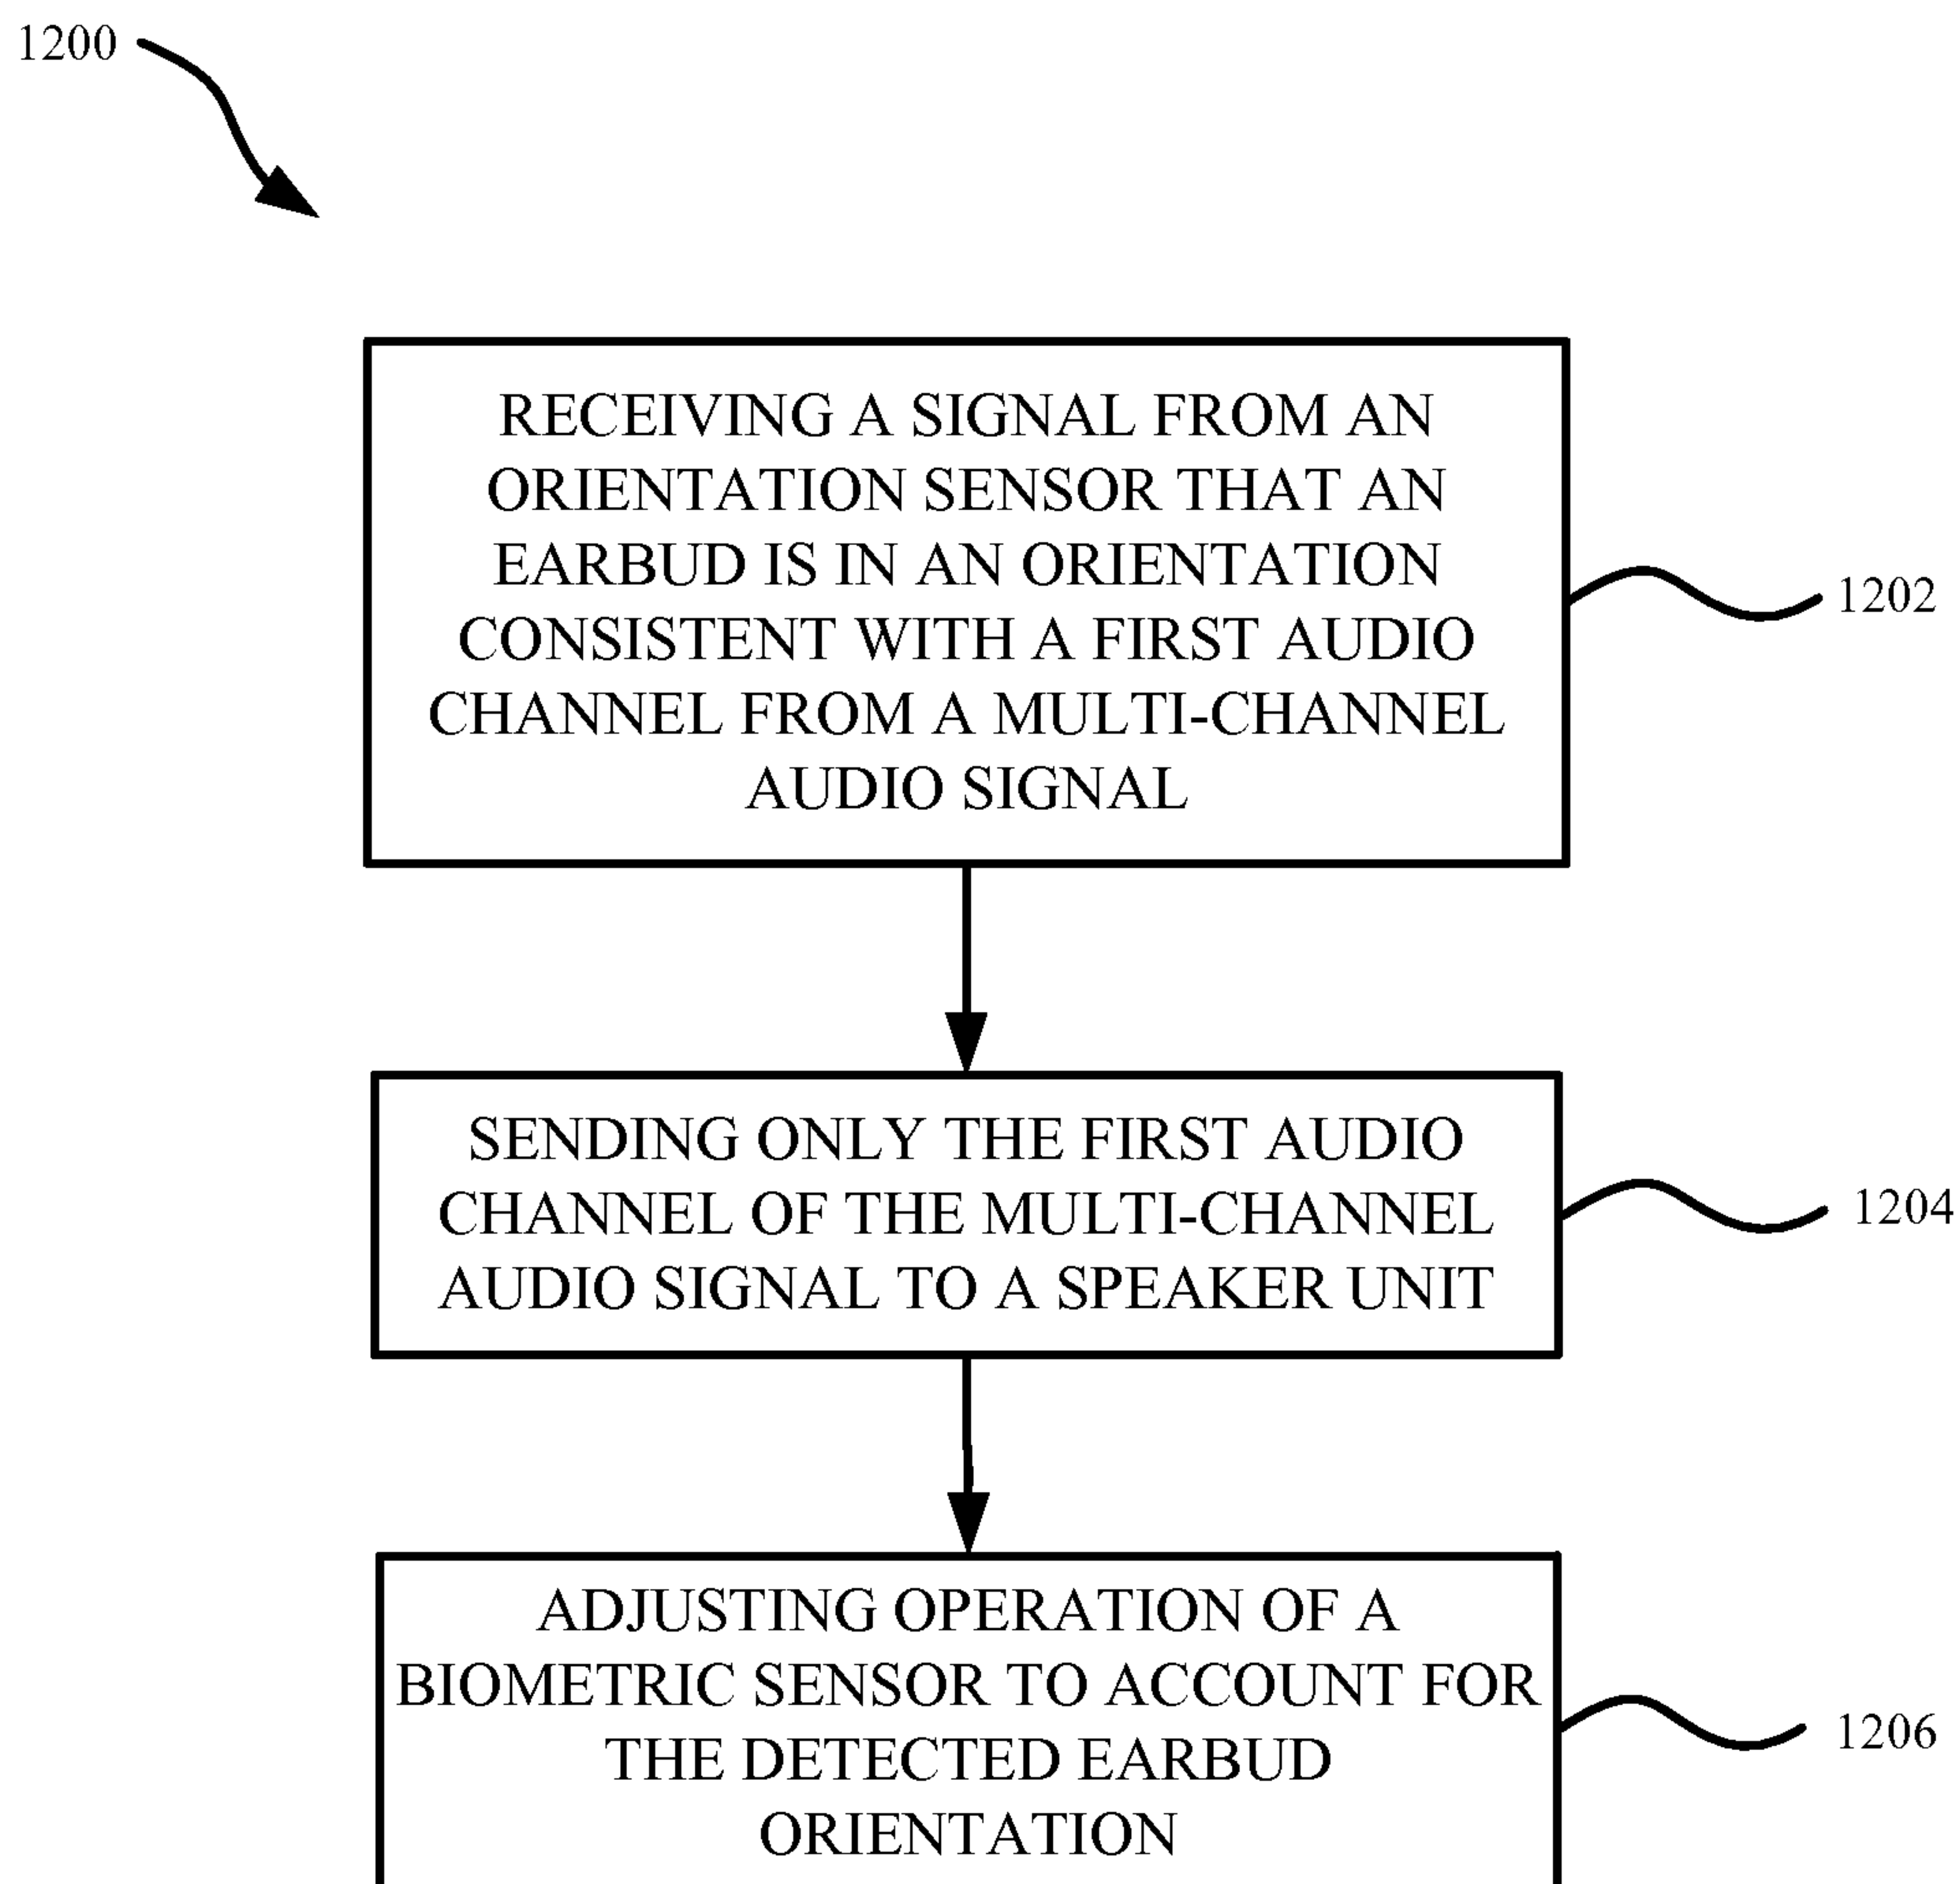 1200
RECEIVING A SIGNAL FROM AN
ORIENTATION SENSOR THAT AN
EARBUD IS IN AN ORIENTATION
CONSISTENT WITH A FIRST AUDIO
CHANNEL FROM A MULTI-CHANNEL
AUDIO SIGNAL
1202
SENDING ONLY THE FIRST AUDIO
CHANNEL OF THE MULTI-CHANNEL
AUDIO SIGNAL TO A SPEAKER UNIT
1204
ADJUSTING OPERATION OF A
BIOMETRIC SENSOR TO ACCOUNT FOR
THE DETECTED EARBUD
ORIENTATION
1206